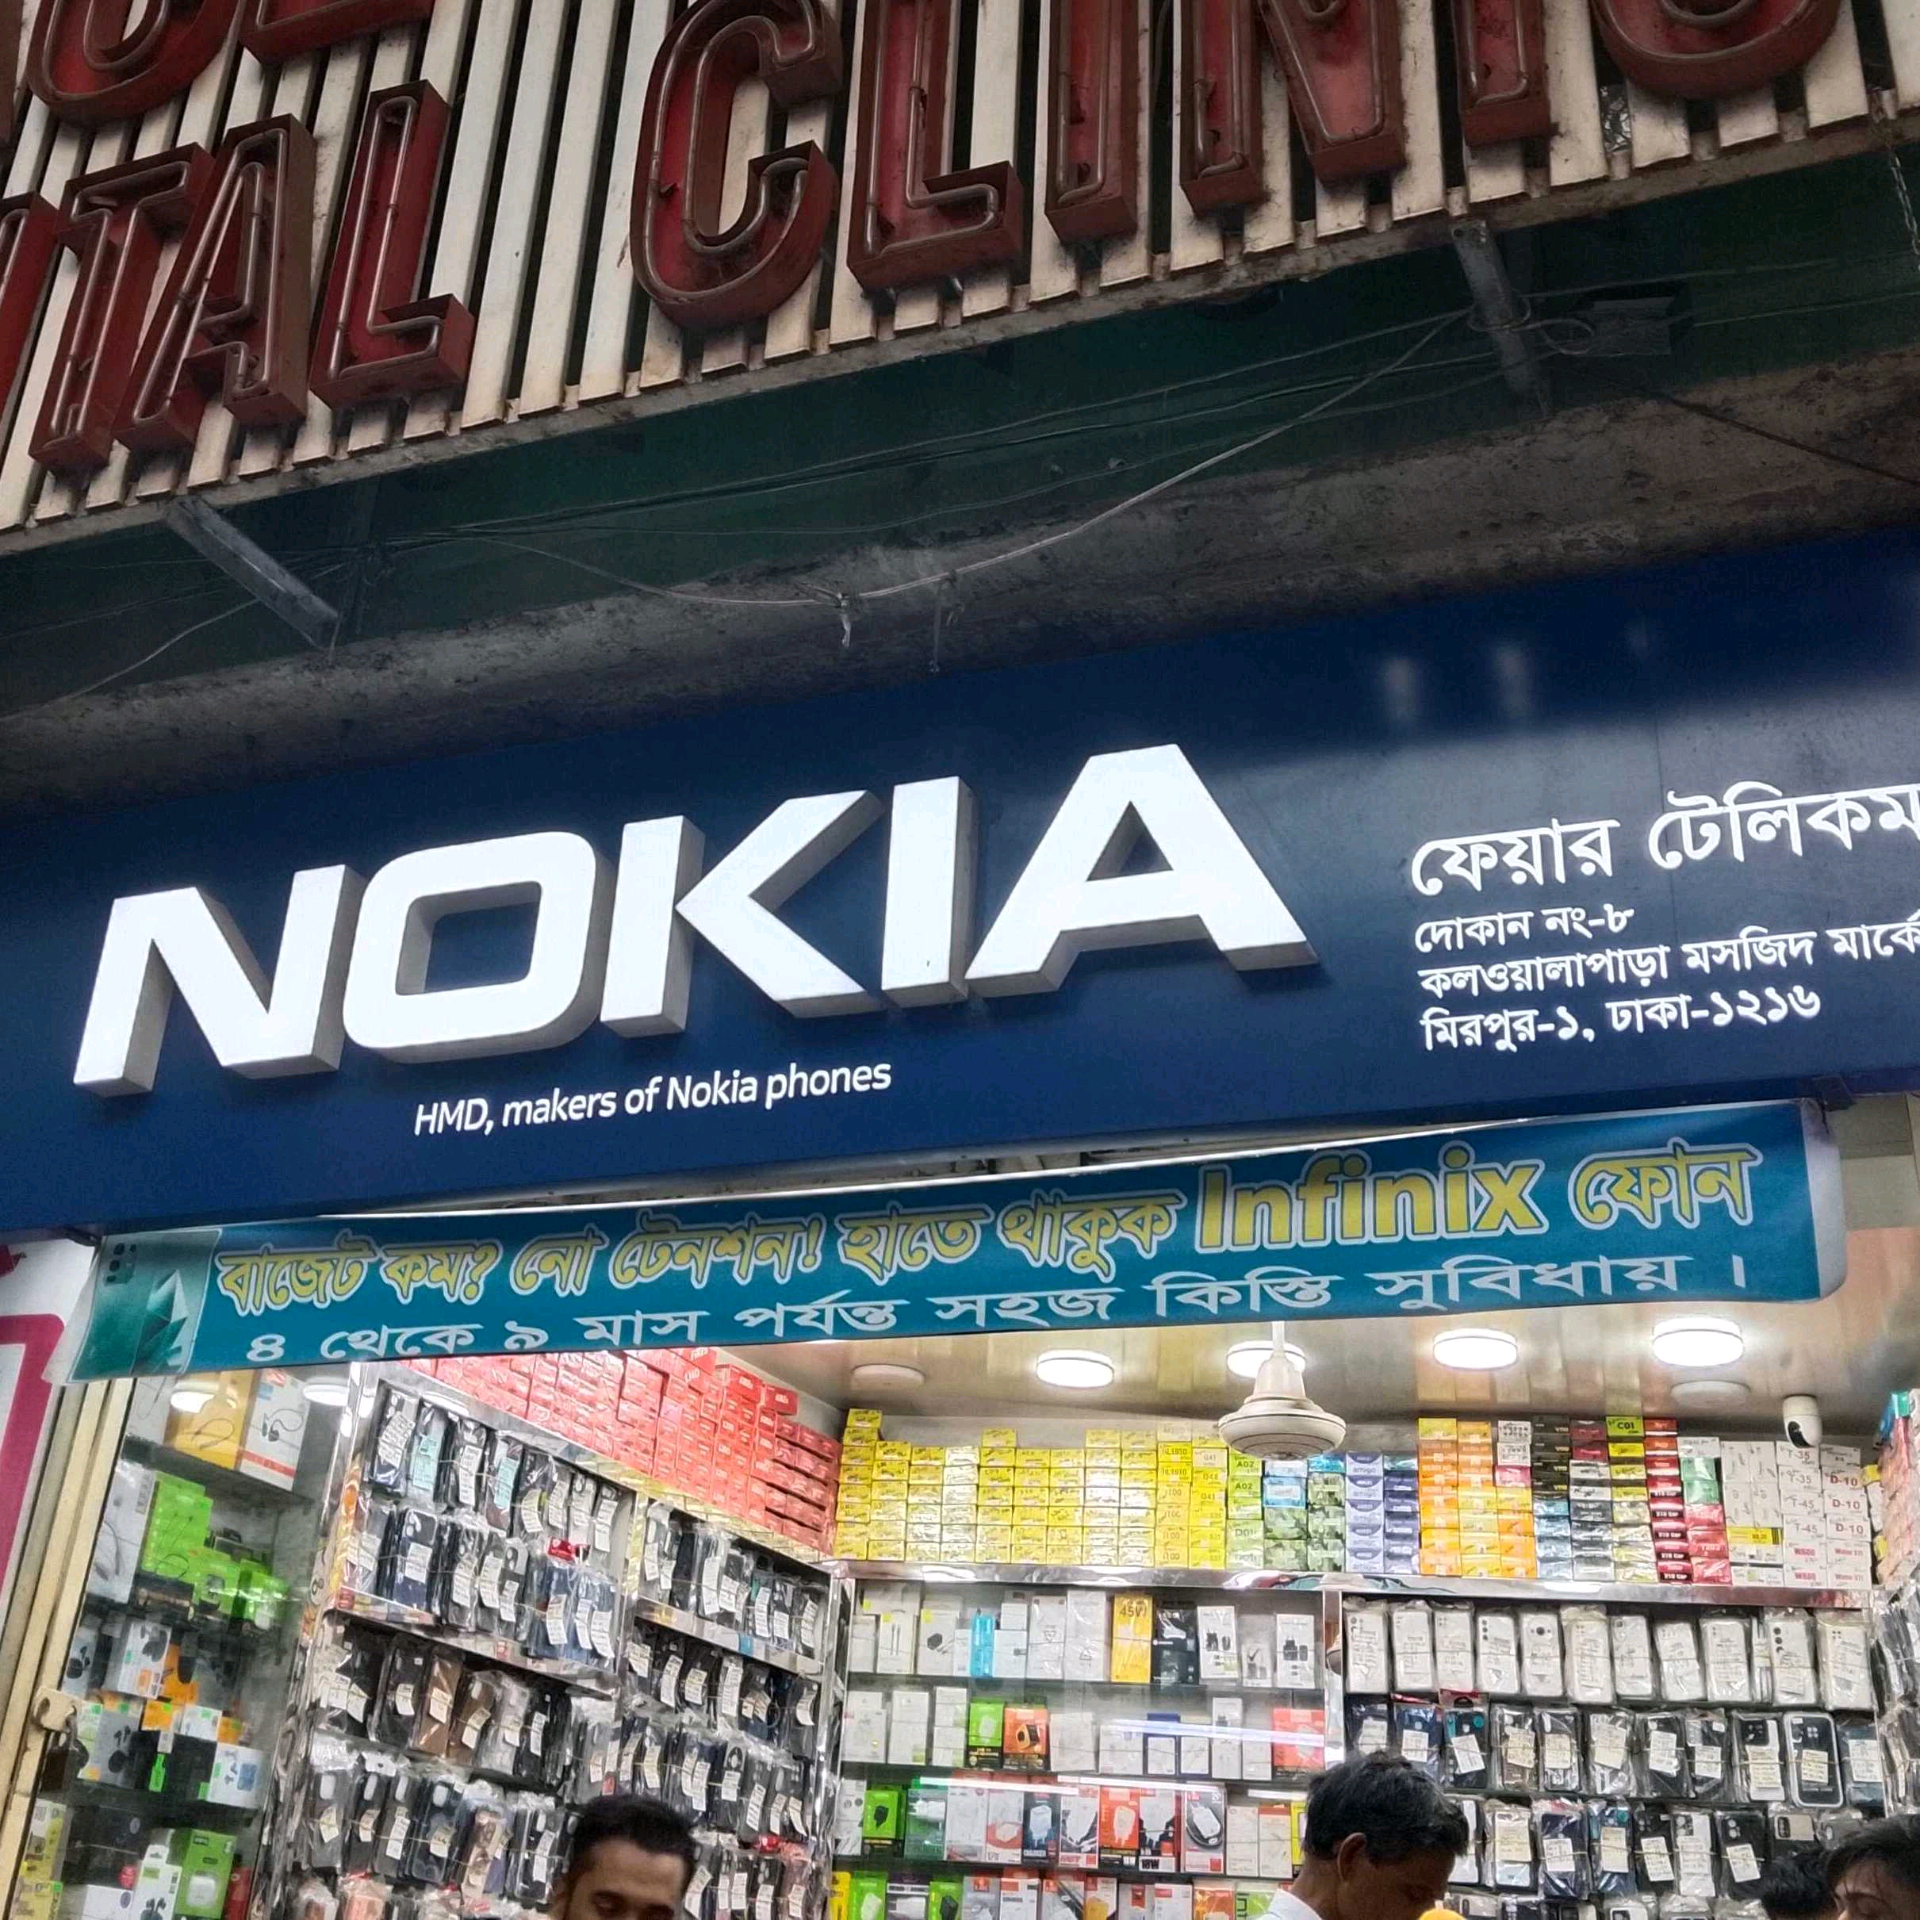 CLINIC
NOKIA
HMD, makers of Nokia phones
ফেয়ার টেলিকম
দোকান নং-৮
কলওয়ালাপাড়া মসজিদ
মিরপুর-১, ঢাকা-১২১৬
বাজেট কম? নো টেনশন! হাতে থাকুক Infinix ফোন
৪ থেকে ৯ মাস পর্যন্ত সহজ কিস্তি সুবিধায় ।